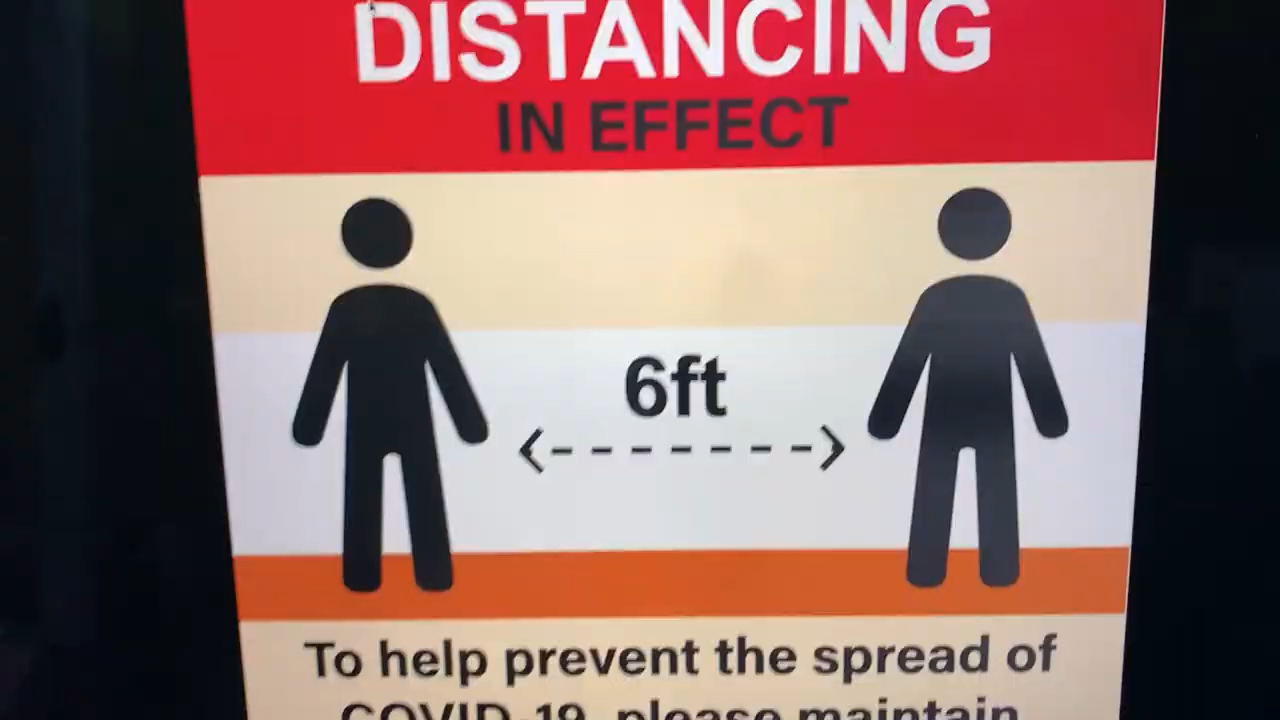 DISTANCING
IN EFFECT
6ft
To help prevent the spread of
COVID-19, please maintain